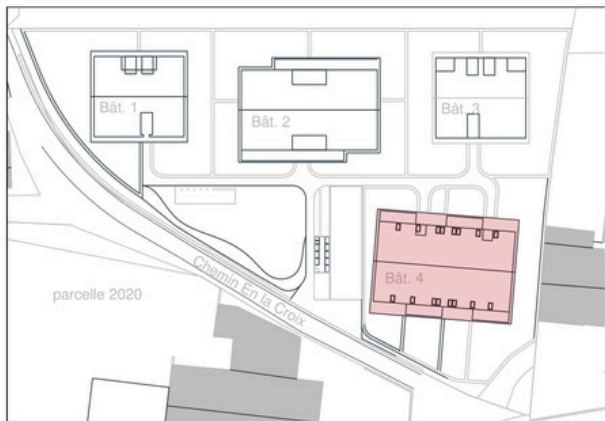 Bât. 1
Bât. 2
Bât. 3
Bât. 4
Chemin En la Croix
parcelle 2020